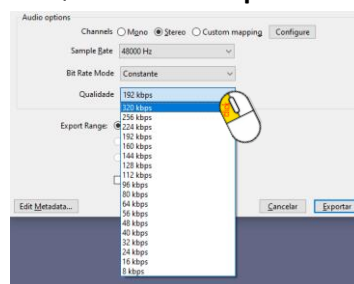 Audio options
Channels Mono Stereo Custom mapping Configure
Sample Rate 48000 Hz
Bit Rate Mode Constante
Qualidade 192 kbps
320 kbps
256 kbps
Export Range: 224 kbps
192 kbps
160 kbps
144 kbps
128 kbps
112 kbps
96 kbps
80 kbps
64 kbps
Edit Metadata... Cancelar Exportar
56 kbps
48 kbps
40 kbps
32 kbps
24 kbps
16 kbps
8 kbps